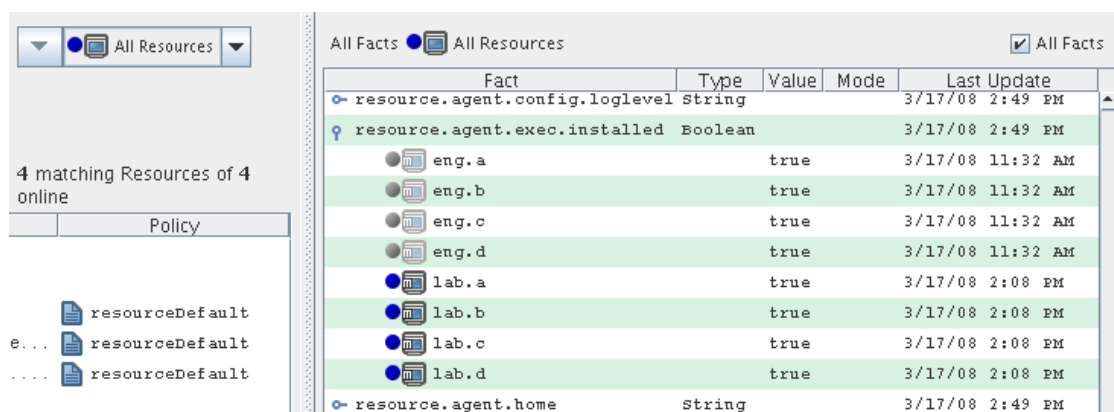 All Resources
4 matching Resources of 4
online
Policy
resourceDefault
e... resourceDefault
.... resourceDefault
All Facts All Resources All Facts
Fact Type Value Mode Last Update
resource.agent.config.loglevel String 3/17/08 2:49 PM
resource.agent.exec.installed Boolean 3/17/08 2:49 PM
eng.a true 3/17/08 11:32 AM
eng.b true 3/17/08 11:32 AM
eng.c true 3/17/08 11:32 AM
eng.d true 3/17/08 11:32 AM
lab.a true 3/17/08 2:08 PM
lab.b true 3/17/08 2:08 PM
lab.c true 3/17/08 2:08 PM
lab.d true 3/17/08 2:08 PM
resource.agent.home String 3/17/08 2:49 PM